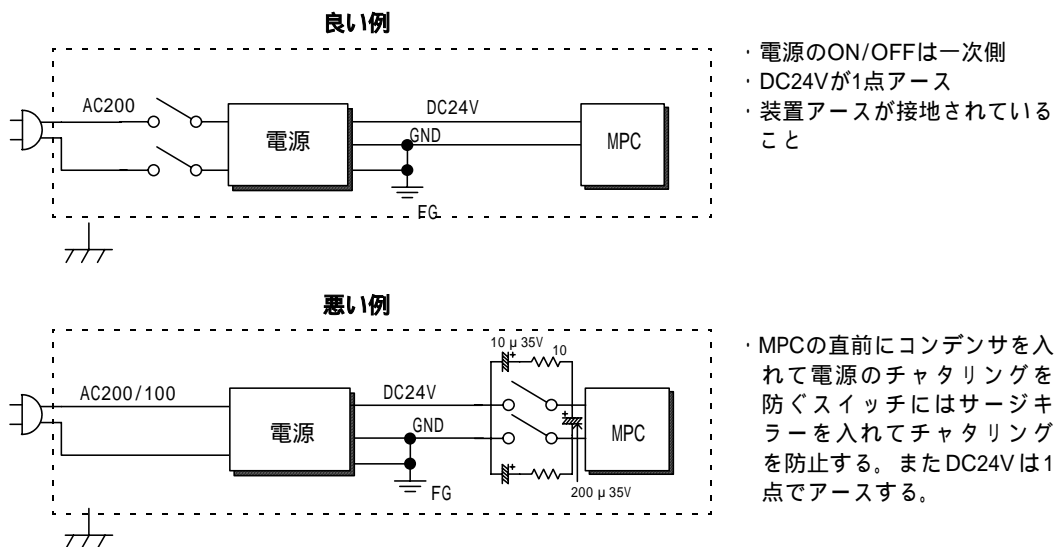 良い例
・電源のON/OFFは一次側
・DC24Vが1点アース
・装置アースが接地されている
こと
AC200
電源
DC24V
GND
MPC
FG
悪い例
10μ35V
10
AC200/100
電源
DC24V
GND
MPC
FG
200μ35V
・MPCの直前にコンデンサを入
れて電源のチャタリングを
防ぐスイッチにはサージキ
ラーを入れてチャタリング
を防止する。またDC24Vは1
点でアースする。